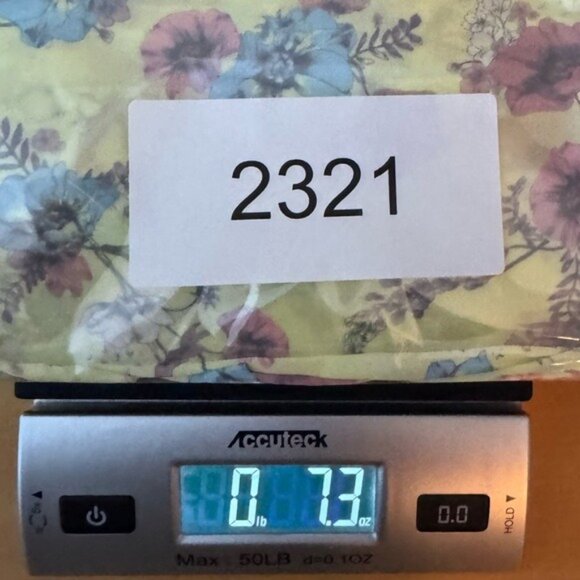 2321
Accuteck
0 lb 7.3 oz
0.0
HOLD
Max : 50LB d=0.1OZ